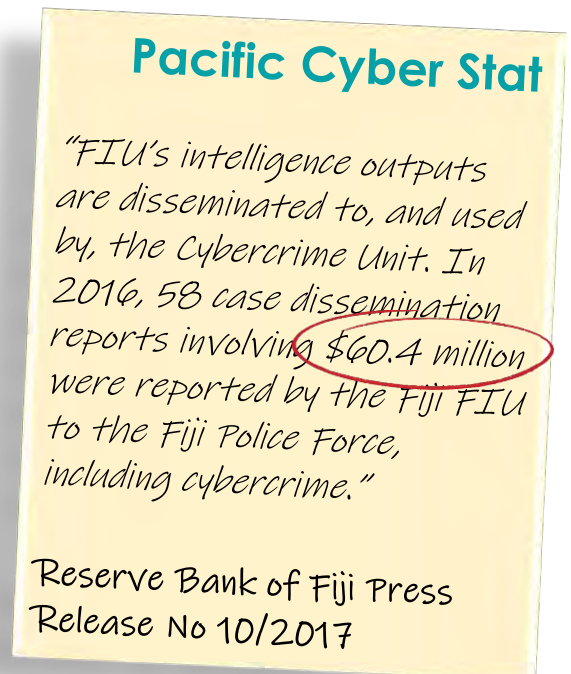 Pacific Cyber Stat
“FIU’s intelligence outputs
are disseminated to, and used
by, the Cybercrime Unit. In
2016, 58 case dissemination
reports involving $60.4 million
were reported by the Fiji FIU
to the Fiji Police Force,
including cybercrime.”
Reserve Bank of Fiji Press
Release No 10/2017